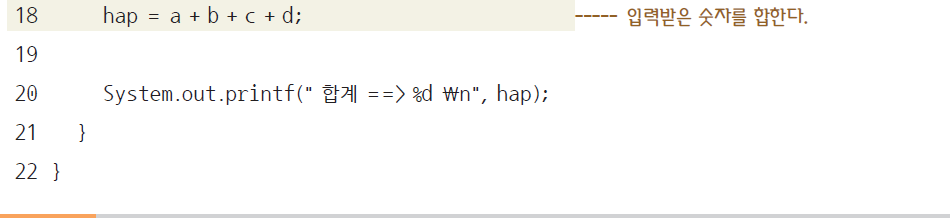 18 hap = a + b + c + d; ----- 입력받은 숫자를 합한다.
19
20 System.out.printf(" 합계 ==> %d ₩n", hap);
21 }
22 }